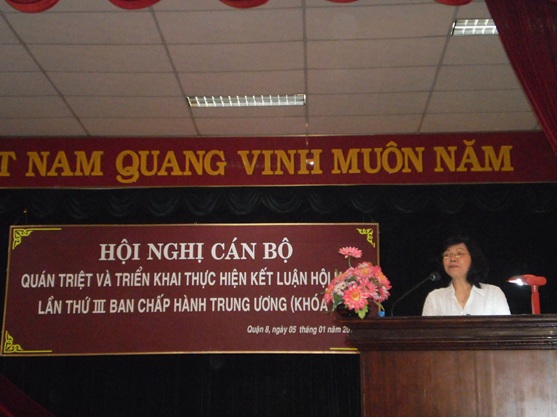 T NAM QUANG VINH MUÔN NĂM
HỘI NGHỊ CÁN BỘ
QUÁN TRIỆT VÀ TRIỂN KHAI THỰC HIỆN KẾT LUẬN HỘI
LẦN THỨ III BAN CHẤP HÀNH TRUNG ƯƠNG (KHÓA
Quận 8, ngày 05 tháng 01 năm